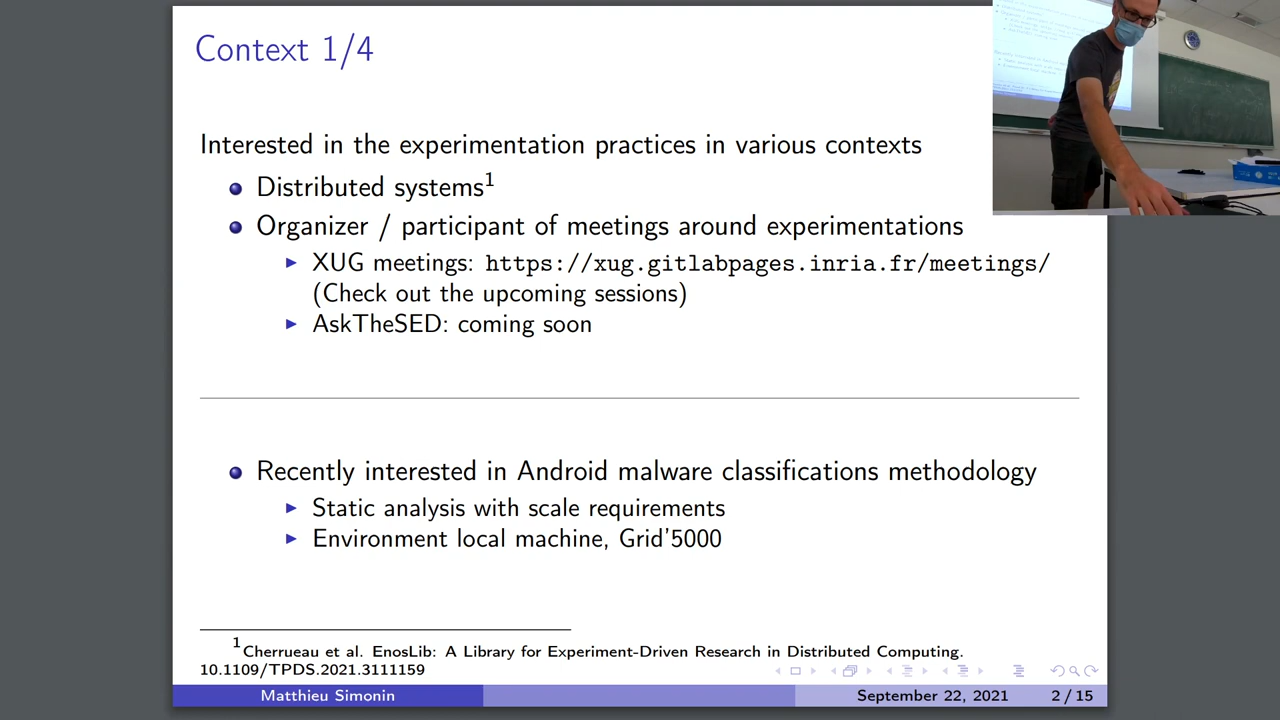 Context 1/4
Interested in the experimentation practices in various contexts
Distributed systems1
Organizer / participant of meetings around experimentations
XUG meetings: https://xug.gitlabpages.inria.fr/meetings/
(Check out the upcoming sessions)
AskTheSED: coming soon
Recently interested in Android malware classifications methodology
Static analysis with scale requirements
Environment local machine, Grid'5000
1Cherrueau et al. EnosLib: A Library for Experiment-Driven Research in Distributed Computing.
10.1109/TPDS.2021.3111159
Matthieu Simonin September 22, 2021 2 / 15